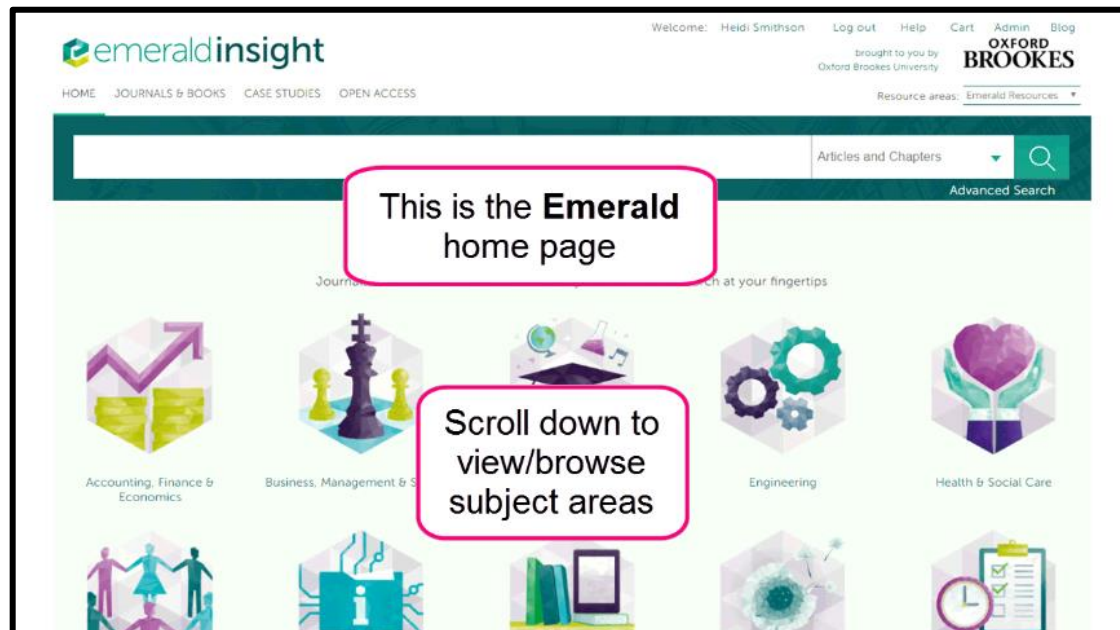 emeraldinsight
Welcome: Heidi Smithson Log out Help Cart Admin Blog
brought to you by
Oxford Brookes University
OXFORD
BROOKES
HOME JOURNALS & BOOKS CASE STUDIES OPEN ACCESS
Resource areas: Emerald Resources
Articles and Chapters
Advanced Search
This is the Emerald
home page
at your fingertips
Scroll down to
view/browse
subject areas
Accounting, Finance &
Economics
Business, Management &
Engineering
Health & Social Care